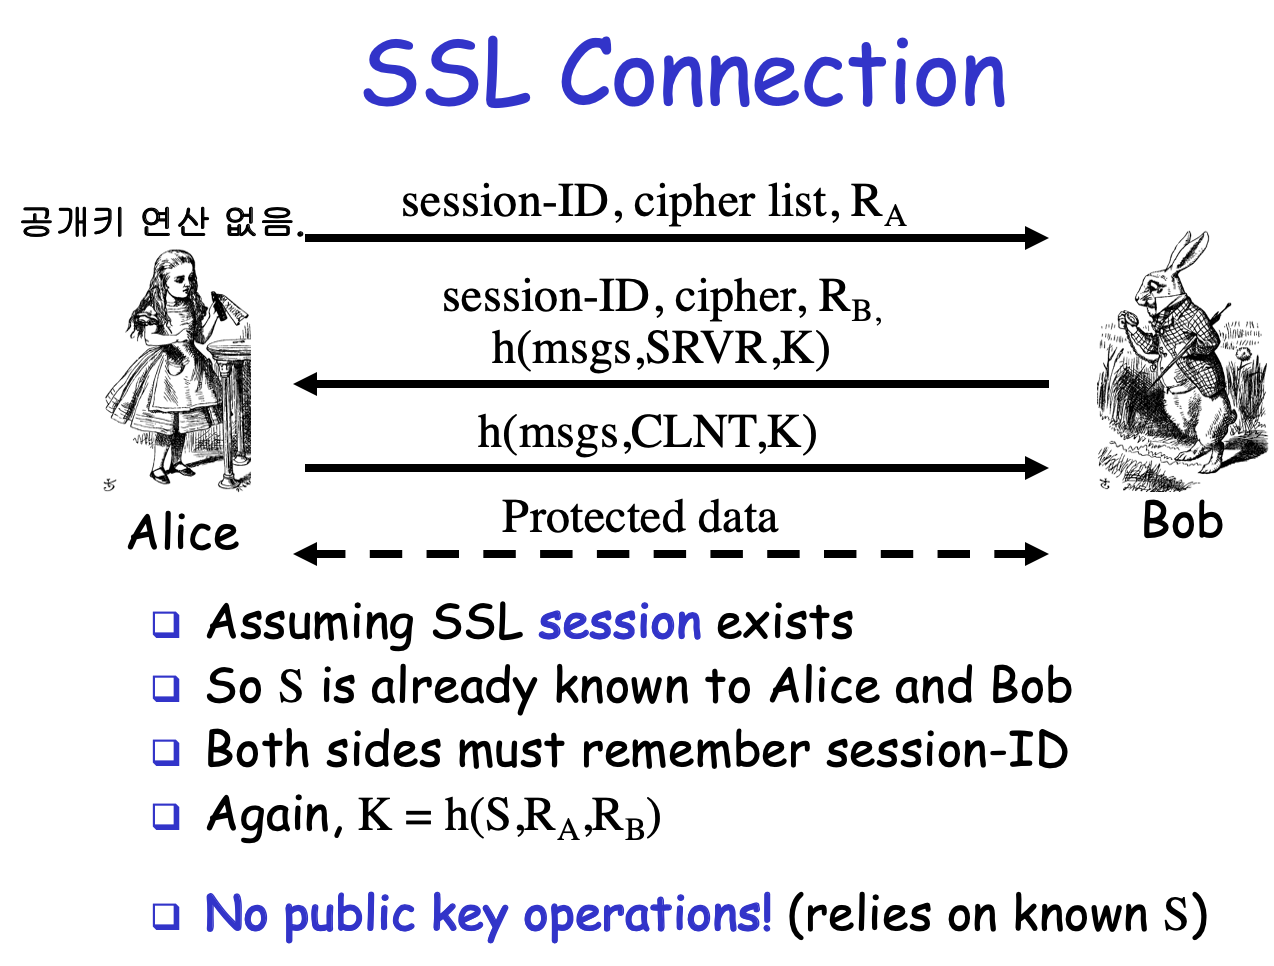 SSL Connection
공개키 연산 없음.
session-ID, cipher list, R_A
session-ID, cipher, R_B,
h(msgs,SRVR,K)
h(msgs,CLNT,K)
Protected data
Alice
Bob
❑ Assuming SSL session exists
❑ So S is already known to Alice and Bob
❑ Both sides must remember session-ID
❑ Again, K = h(S,R_A,R_B)
❑ No public key operations! (relies on known S)